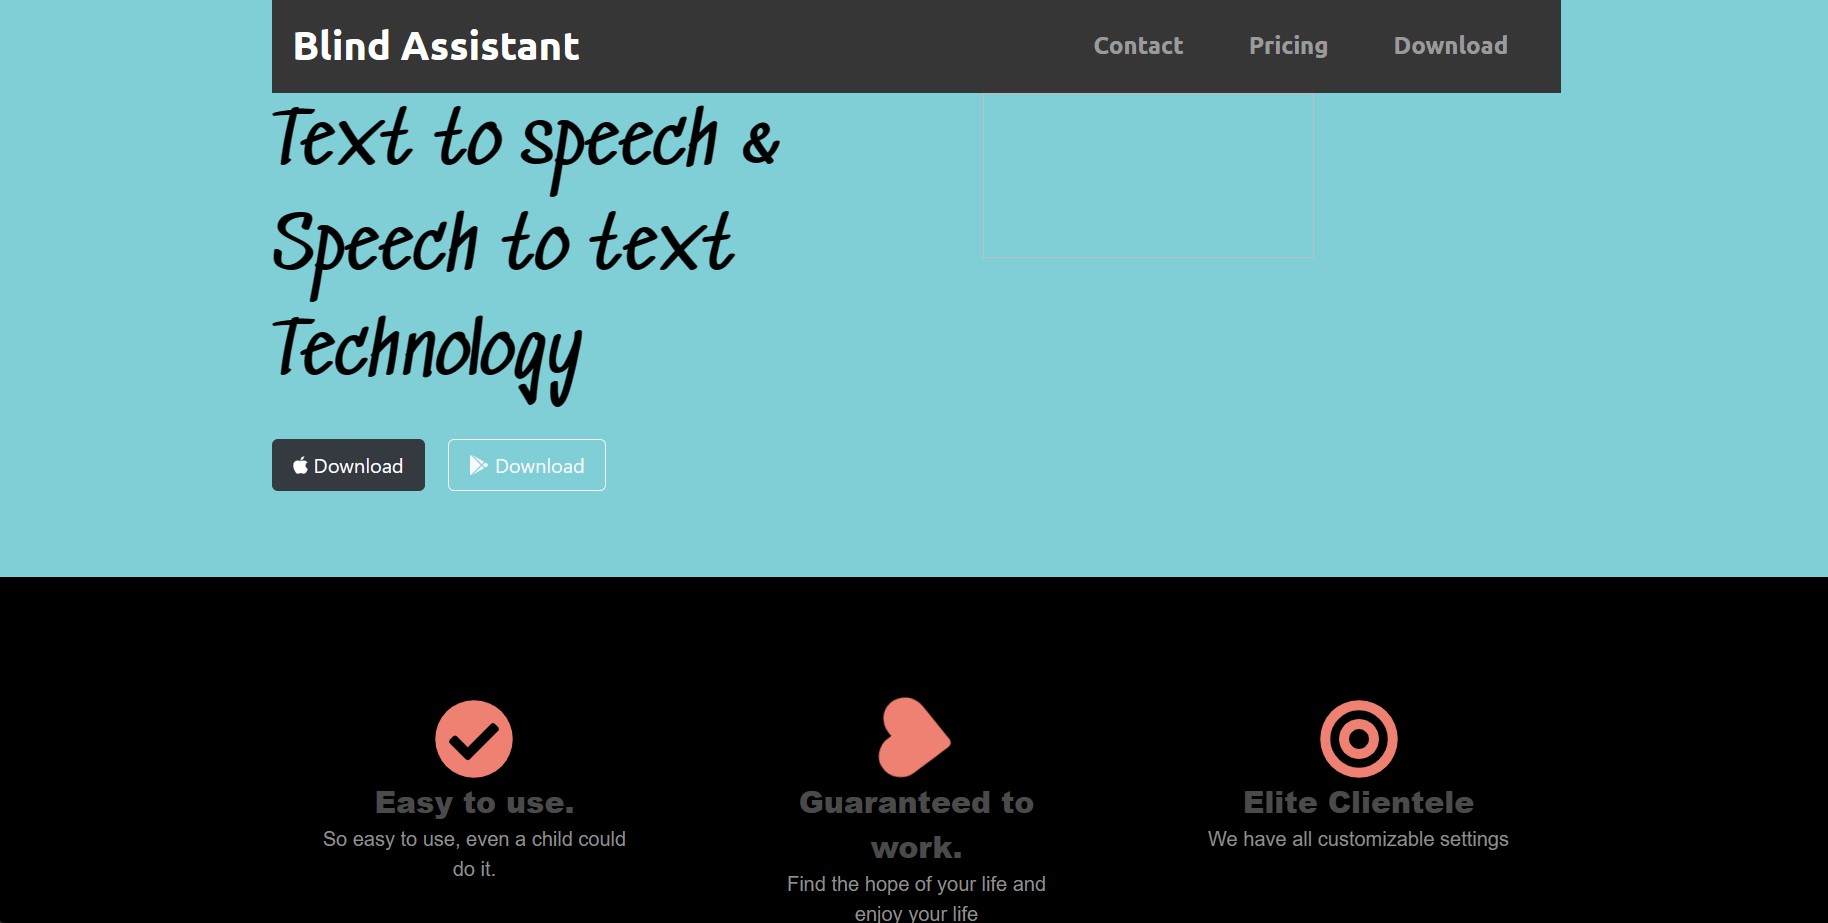 Blind Assistant
Contact Pricing Download
Text to speech &
Speech to text
Technology
Download Download
Easy to use.
So easy to use, even a child could
do it.
Guaranteed to
work.
Find the hope of your life and
enjoy your life
Elite Clientele
We have all customizable settings